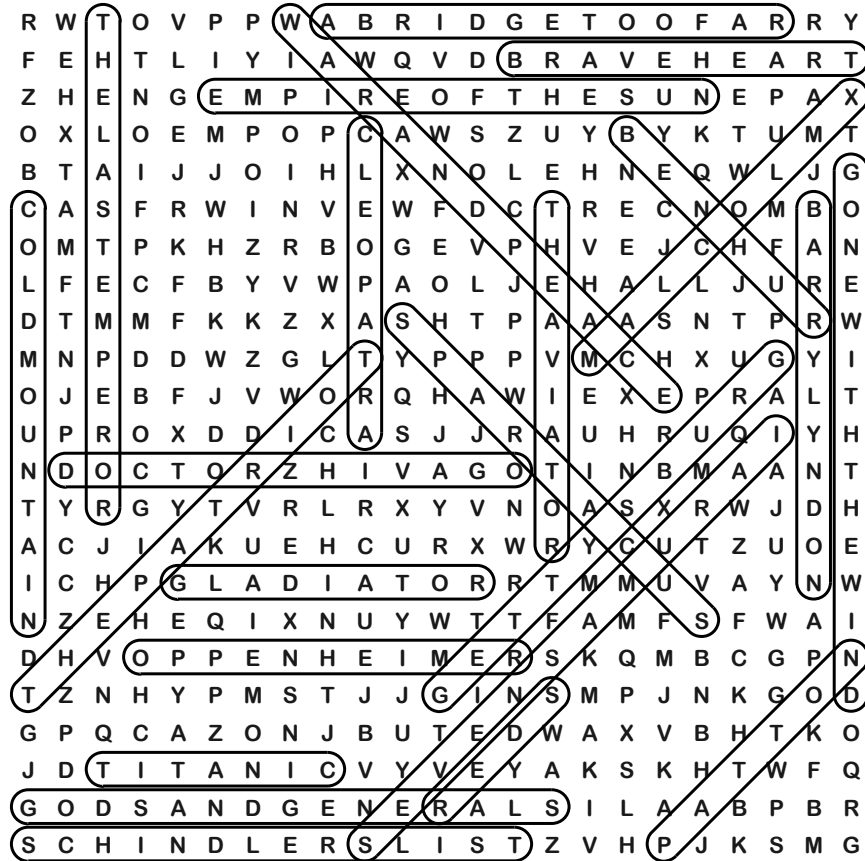 R W T O V P P W A B R I D G E T O O F A R R Y
F E H T L I Y I A W Q V D B R A V E H E A R T
Z H E N G E M P I R E O F T H E S U N E P A X
O X L O E M P O P C A W S Z U Y B Y K T U M T
B T A I J J O I H L X N O L E H N E Q W L J G
C A S F R W I N V E W F D C T R E C N O M B O
O M T P K H Z R B O G E V P H V E J C H F A N
L F E C F B Y V W P A O L J E H A L L J U R E
D T M M F K K Z X A S H T P A A A S N T P R W
M N P D D W Z G L T Y P P P V M C H X U G Y I
O J E B F J V W O R Q H A W I E X E P R A L T
U P R O X D D I C A S J J R A U H R U Q I Y H
N D O C T O R Z H I V A G O T I N B M A A N T
T Y R G Y T V R L R X Y V N O A S X R W J D H
A C J I A K U E H C U R X W R Y C U T Z U O E
I C H P G L A D I A T O R R T M M U V A Y N W
N Z E H E Q I X N U Y W T T F A M F S F W A I
D H V O P P E N H E I M E R S K Q M B C G P N
T Z N H Y P M S T J J G I N S M P J N K G O D
G P Q C A Z O N J B U T E D W A X V B H T K O
J D T I T A N I C V Y V E Y A K S K H T W F Q
G O D S A N D G E N E R A L S I L A A B P B R
S C H I N D L E R S L I S T Z V H P J K S M G